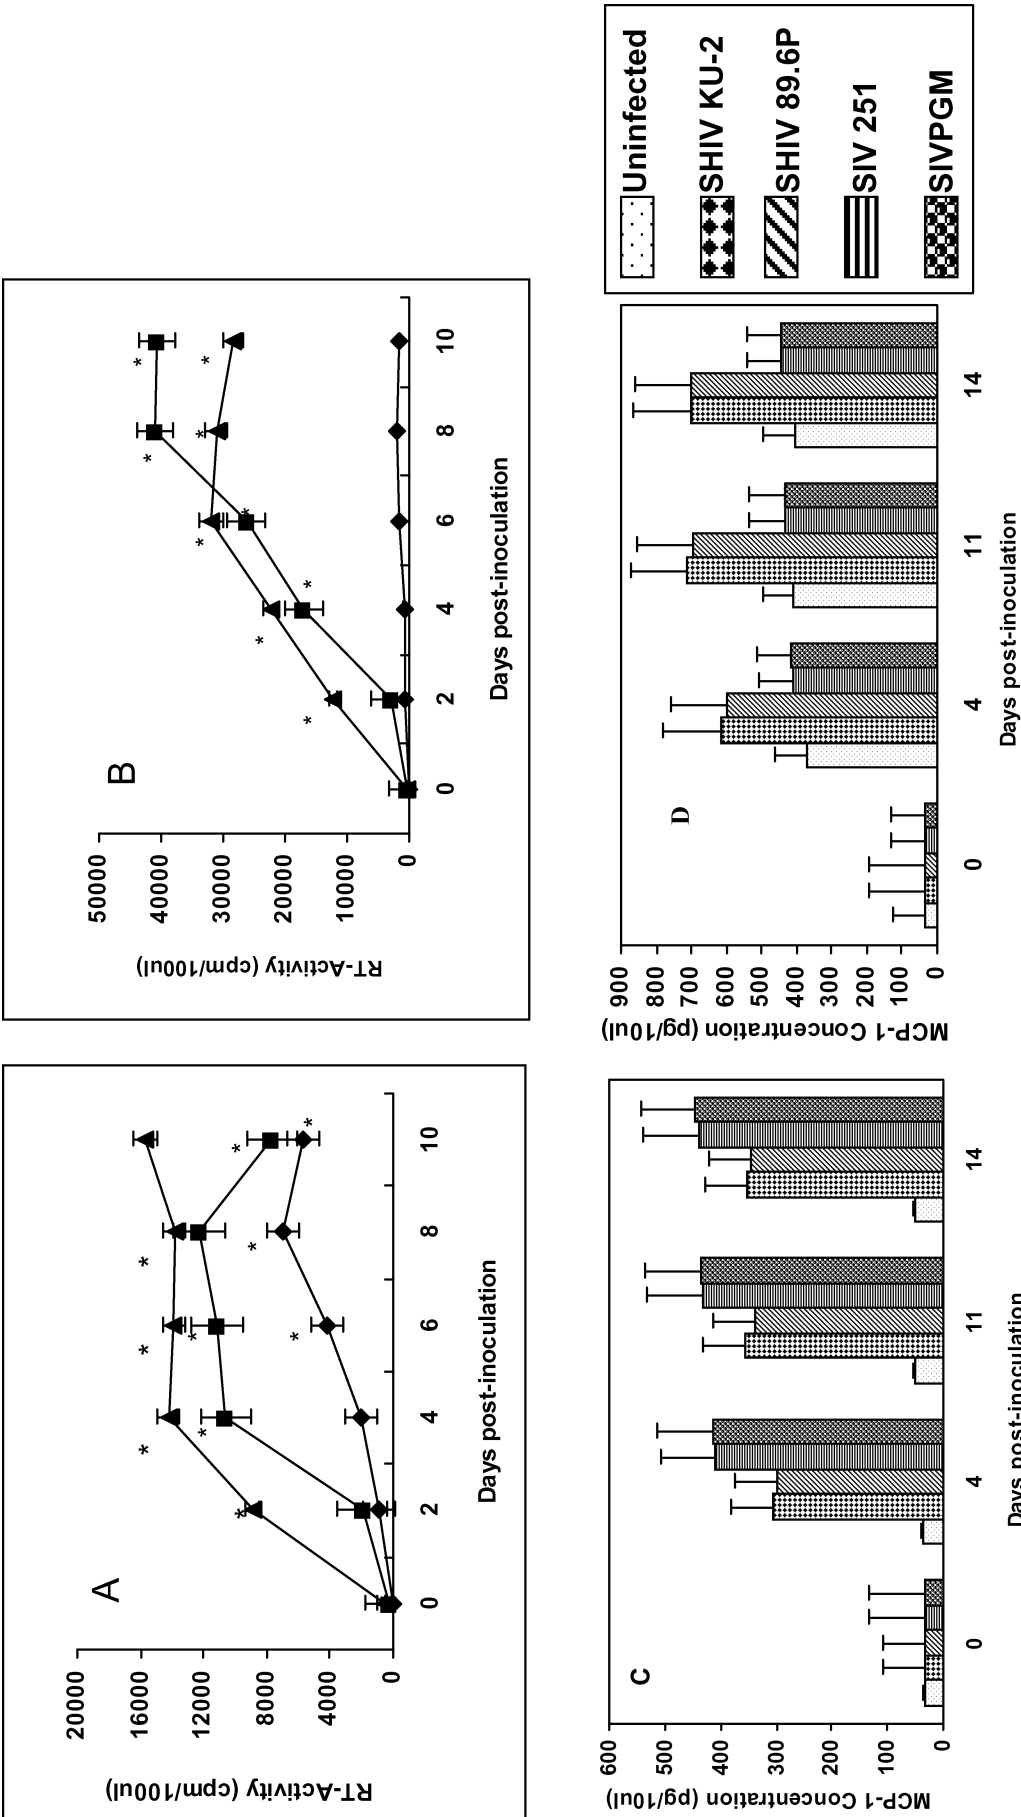 A
20000
16000
12000
8000
4000
0
RT-Activity (cpm/100ul)
0 2 4 6 8 10
Days post-inoculation
* * * * * * * * * * *
B
50000
40000
30000
20000
10000
0
RT-Activity (cpm/100ul)
0 2 4 6 8 10
Days post-inoculation
* * * * * * * * *
C
600
500
400
300
200
100
0
MCP-1 Concentration (pg/10ul)
0 4 11 14
Days post-inoculation
D
900
800
700
600
500
400
300
200
100
0
MCP-1 Concentration (pg/10ul)
0 4 11 14
Days post-inoculation
Uninfected
SHIV KU-2
SHIV 89.6P
SIV 251
SIVPGM